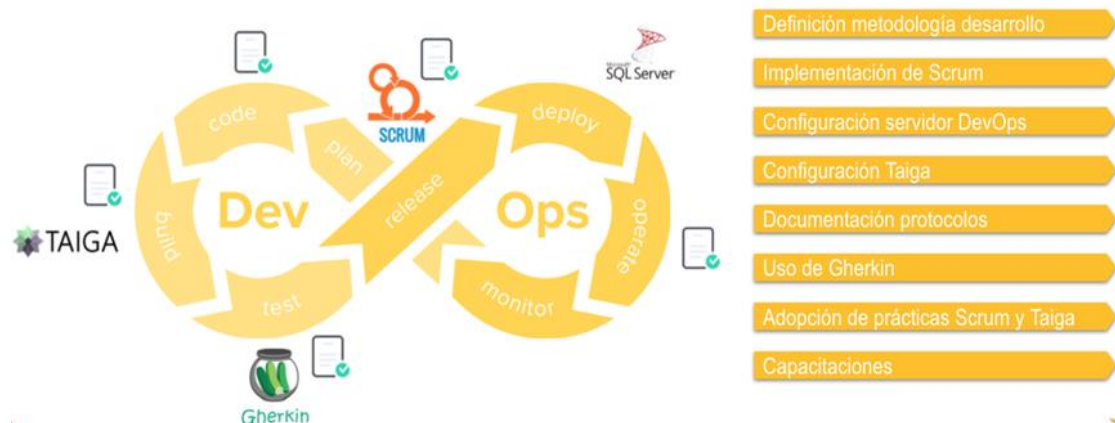 Definición metodología desarrollo
Implementación de Scrum
Configuración servidor DevOps
Configuración Taiga
Documentación protocolos
Uso de Gherkin
Adopción de prácticas Scrum y Taiga
Capacitaciones
Microsoft
SQL Server
SCRUM
code
plan
build
test
release
deploy
operate
monitor
Dev
Ops
TAIGA
Gherkin